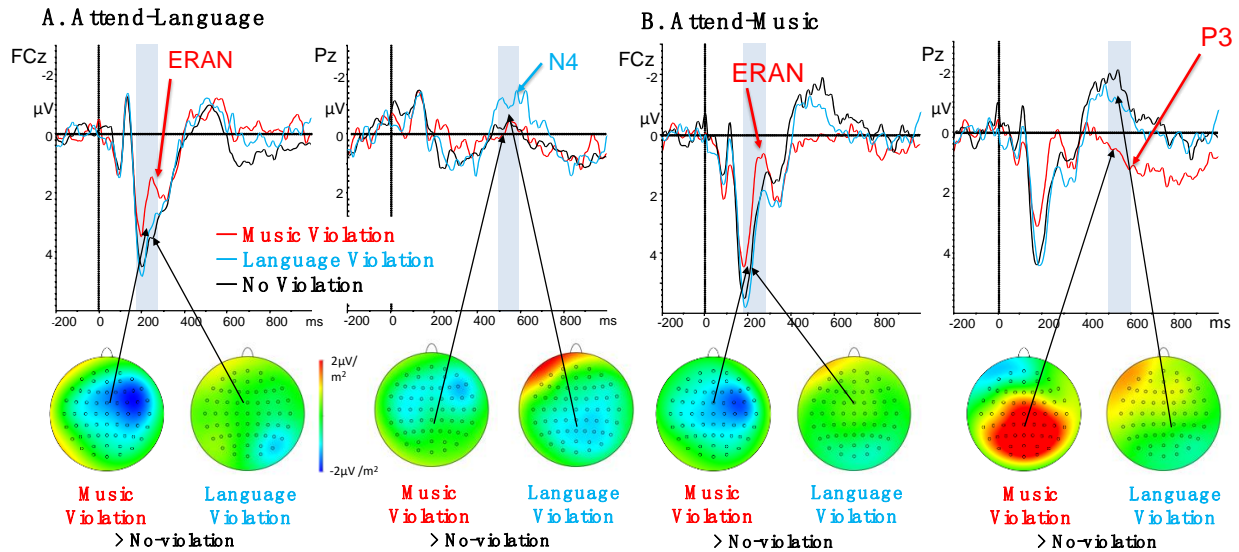 A. Attend-Language
B. Attend-Music
FCz
-2
µV
0
2
4
ERAN
-200 0 200 400 600 800 ms
Pz
-2
µV
0
2
4
N4
-200 0 200 400 600 800 ms
Music Violation
Language Violation
No Violation
FCz
-2
µV
0
2
4
ERAN
-200 0 200 400 600 800
Pz
-2
µV
0
2
4
P3
-200 0 200 400 600 800 ms
2µV/
m²
-2µV/m²
Music
Violation
Language
Violation
> No-violation
Music
Violation
Language
Violation
> No-violation
Music
Violation
Language
Violation
> No-violation
Music
Violation
Language
Violation
> No-violation